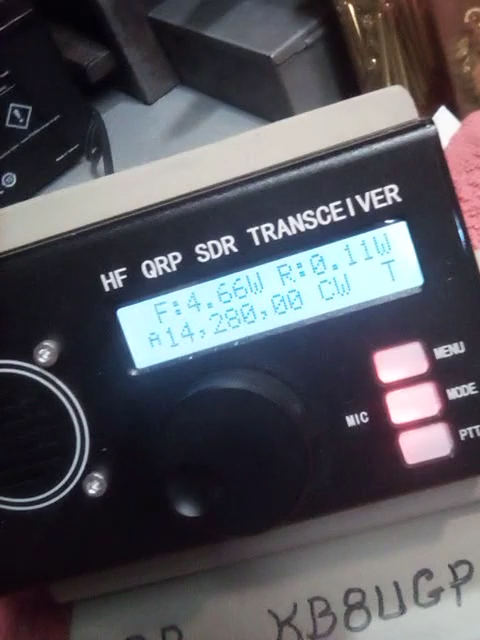 HF QRP SDR TRANSCEIVER
F:4.66W R:0.11W
A14,280,00 CW T
MENU
MODE
MIC
PTT
KB8UGP